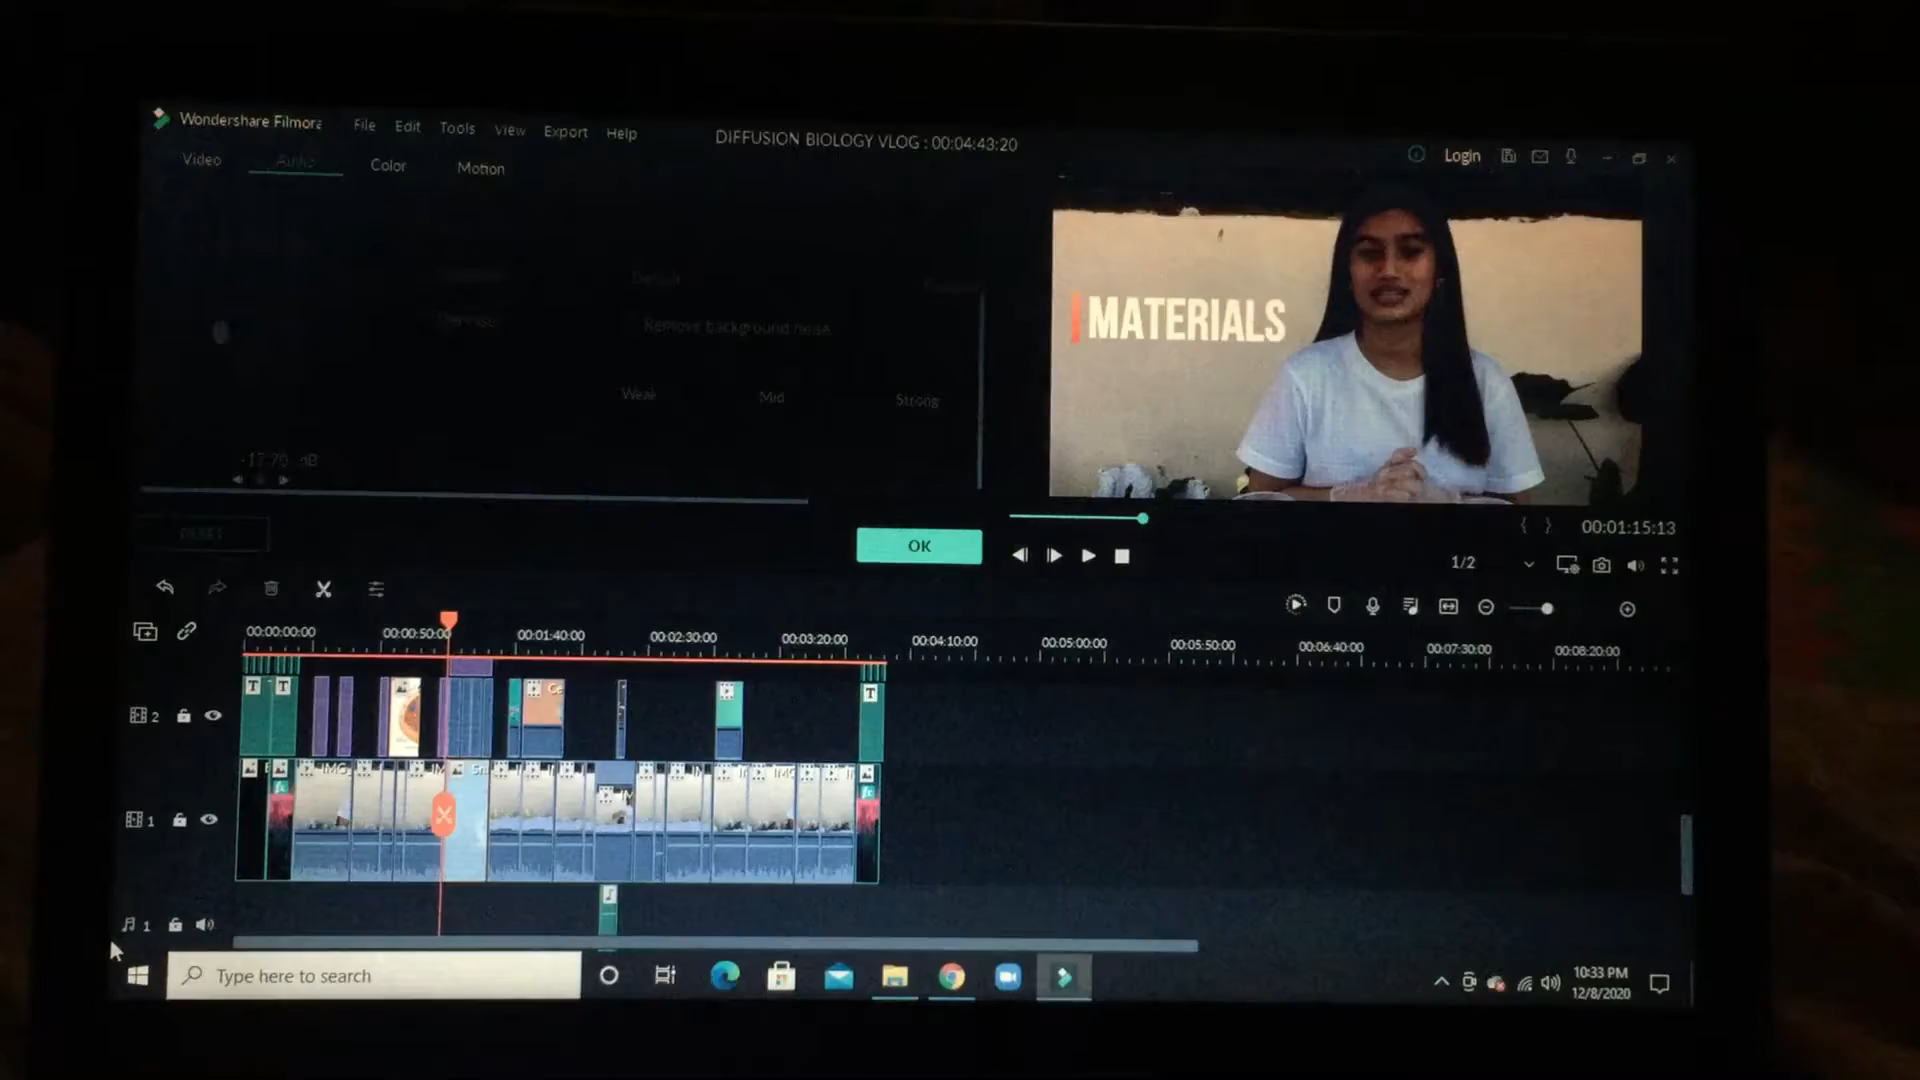 Wondershare Filmora File Edit Tools View Export Help DIFFUSION BIOLOGY VLOG : 00:04:43:20 Login
Video Audio Color Motion
Default
Denoise Remove background noise
MATERIALS
Weak Mid Strong
-17.70 dB
RESET OK { } 00:01:15:13
1/2
00:00:00:00 00:00:50:00 00:01:40:00 00:02:30:00 00:03:20:00 00:04:10:00 00:05:00:00 00:05:50:00 00:06:40:00 00:07:30:00 00:08:20:00
T T T
2
IMG
fx fx
1
1
Type here to search
10:33 PM
12/8/2020